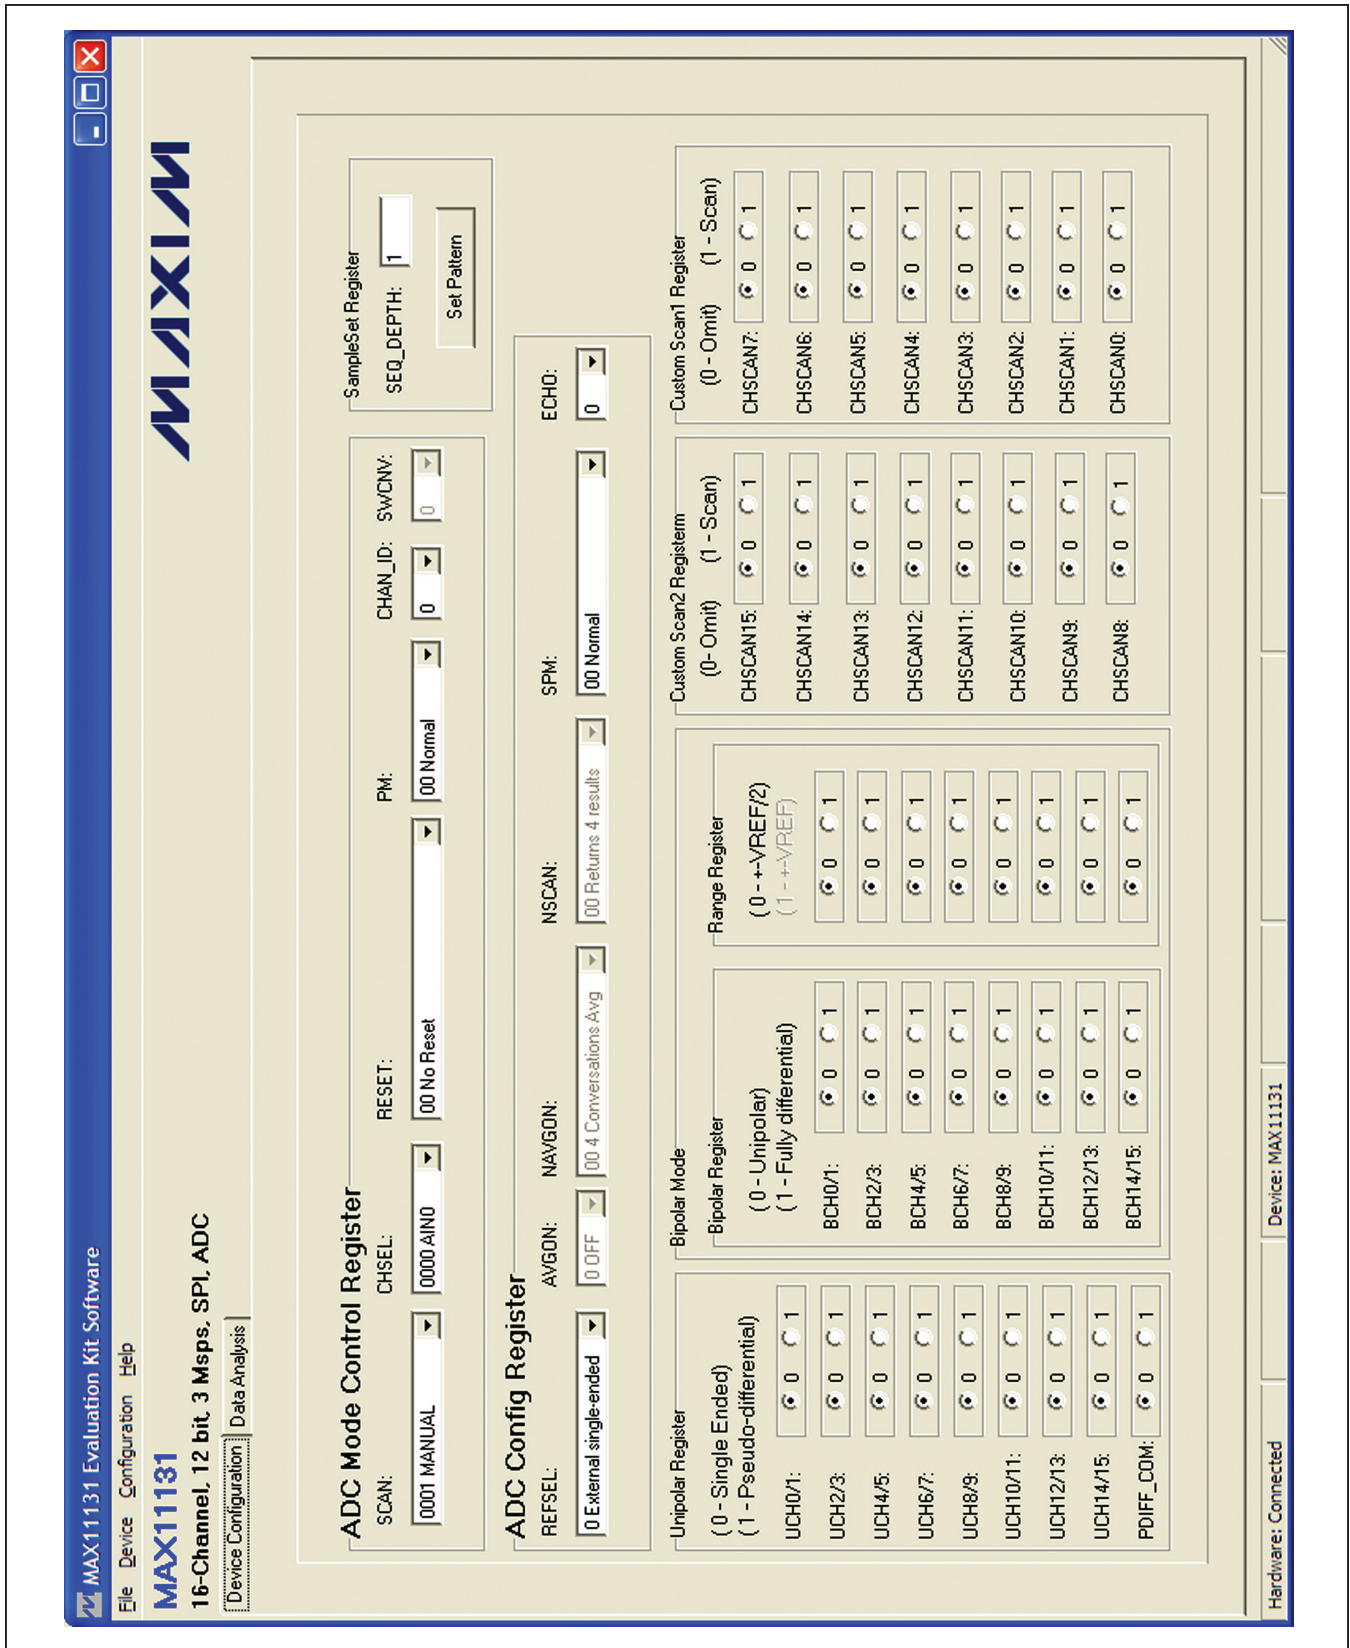 MAX11131 Evaluation Kit Software
File Device Configuration Help
MAX11131
MAXIM
16-Channel, 12 bit, 3 Msps, SPI, ADC
Device Configuration Data Analysis
ADC Mode Control Register
SCAN: CHSEL: RESET: PM: CHAN_ID: SWCNV:
0001 MANUAL 0000 AIN0 00 No Reset 00 Normal 0 0
SampleSet Register
SEQ_DEPTH: 1
Set Pattern
ADC Config Register
REFSEL: AVGON: NAVGON: NSCAN: SPM: ECHO:
0 External single-ended 0 OFF 00 4 Conversations Avg 00 Returns 4 results 00 Normal 0
Unipolar Register
( 0 - Single Ended)
( 1 - Pseudo-differential)
UCH0/1: 0 1
UCH2/3: 0 1
UCH4/5: 0 1
UCH6/7: 0 1
UCH8/9: 0 1
UCH10/11: 0 1
UCH12/13: 0 1
UCH14/15: 0 1
PDIFF_COM: 0 1
Bipolar Mode
Bipolar Register
( 0 - Unipolar)
( 1 - Fully differential)
BCH0/1: 0 1
BCH2/3: 0 1
BCH4/5: 0 1
BCH6/7: 0 1
BCH8/9: 0 1
BCH10/11: 0 1
BCH12/13: 0 1
BCH14/15: 0 1
Range Register
( 0 - +-VREF/2)
( 1 - +-VREF)
0 1
0 1
0 1
0 1
0 1
0 1
0 1
0 1
Custom Scan2 Registerm
(0- Omit) (1 - Scan)
CHSCAN15: 0 1
CHSCAN14: 0 1
CHSCAN13: 0 1
CHSCAN12: 0 1
CHSCAN11: 0 1
CHSCAN10: 0 1
CHSCAN9: 0 1
CHSCAN8: 0 1
Custom Scan1 Register
(0 - Omit) (1 - Scan)
CHSCAN7: 0 1
CHSCAN6: 0 1
CHSCAN5: 0 1
CHSCAN4: 0 1
CHSCAN3: 0 1
CHSCAN2: 0 1
CHSCAN1: 0 1
CHSCAN0: 0 1
Hardware: Connected Device: MAX11131